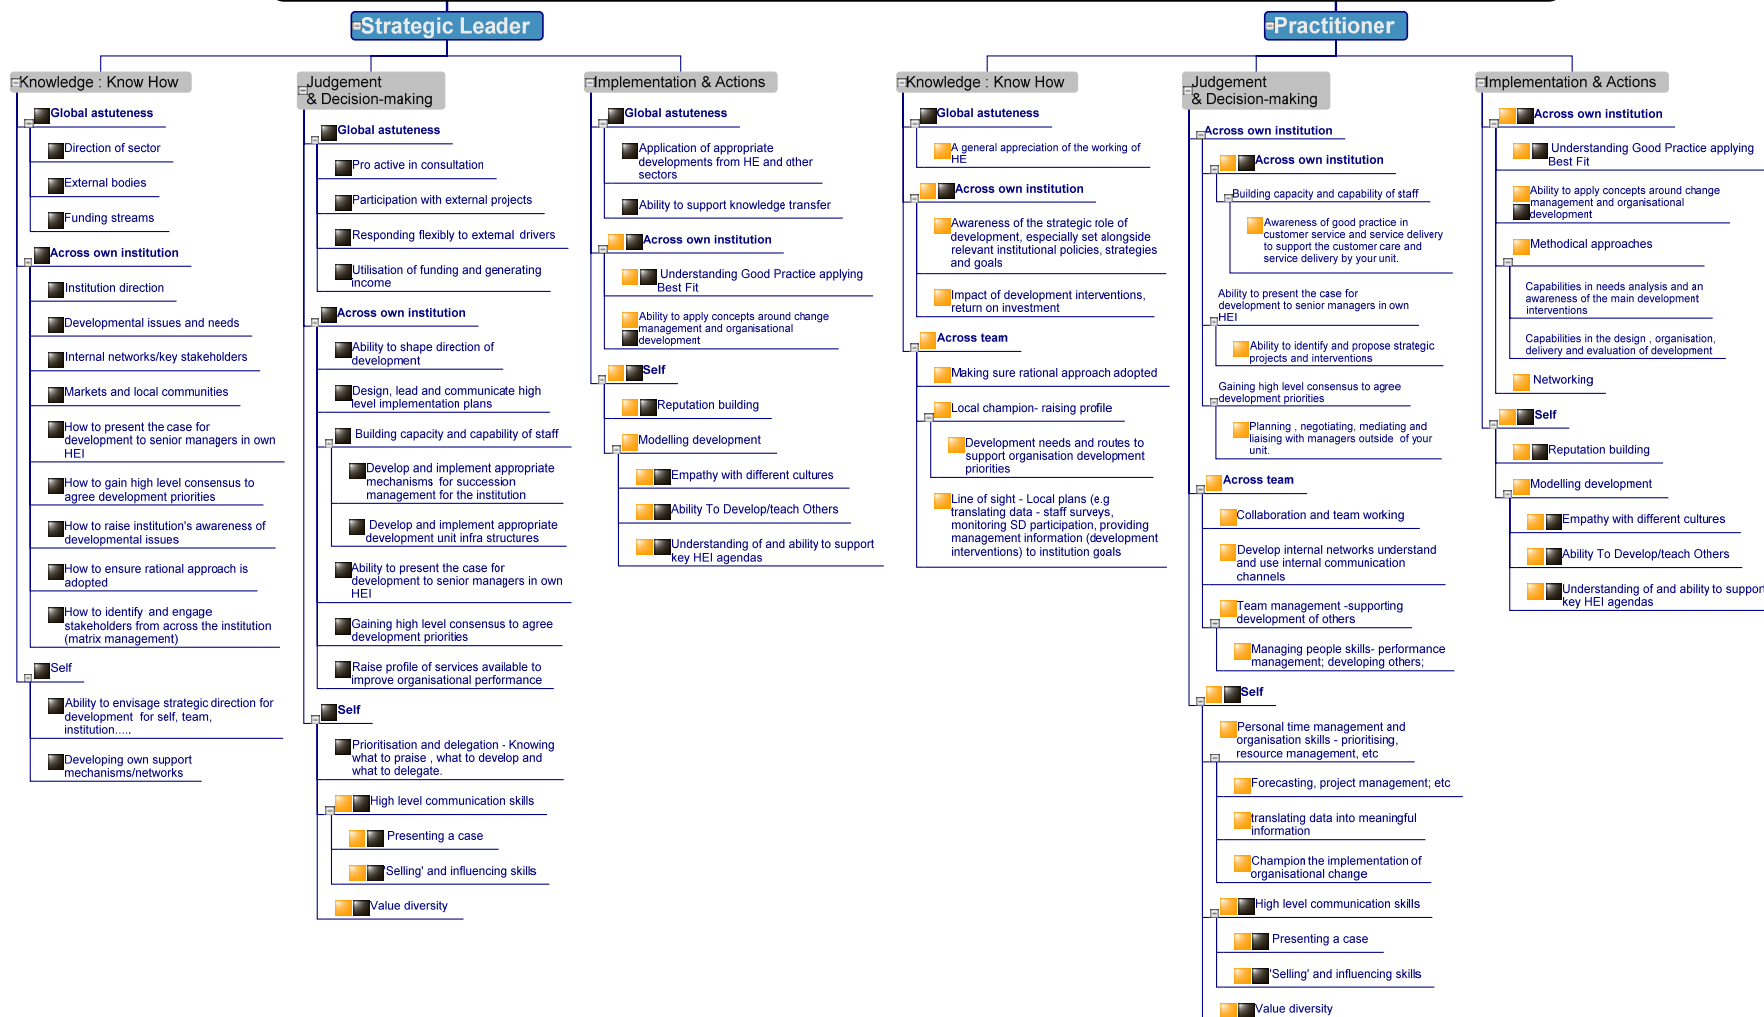 Strategic Leader
Knowledge : Know How
Global astuteness
Direction of sector
External bodies
Funding streams
Across own institution
Institution direction
Developmental issues and needs
Internal networks/key stakeholders
Markets and local communities
How to present the case for
development to senior managers in own
HEI
How to gain high level consensus to
agree development priorities
How to raise institution's awareness of
developmental issues
How to ensure rational approach is
adopted
How to identify and engage
stakeholders from across the institution
(matrix management)
Self
Ability to envisage strategic direction for
development for self, team,
institution.....
Developing own support
mechanisms/networks
Judgement
& Decision-making
Global astuteness
Pro active in consultation
Participation with external projects
Responding flexibly to external drivers
Utilisation of funding and generating
income
Across own institution
Ability to shape direction of
development
Design, lead and communicate high
level implementation plans
Building capacity and capability of staff
Develop and implement appropriate
mechanisms for succession
management for the institution
Develop and implement appropriate
development unit infra structures
Ability to present the case for
development to senior managers in own
HEI
Gaining high level consensus to agree
development priorities
Raise profile of services available to
improve organisational performance
Self
Prioritisation and delegation - Knowing
what to praise , what to develop and
what to delegate.
High level communication skills
Presenting a case
'Selling' and influencing skills
Value diversity
Implementation & Actions
Global astuteness
Application of appropriate
developments from HE and other
sectors
Ability to support knowledge transfer
Across own institution
Understanding Good Practice applying
Best Fit
Ability to apply concepts around change
management and organisational
development
Self
Reputation building
Modelling development
Empathy with different cultures
Ability To Develop/teach Others
Understanding of and ability to support
key HEI agendas
Practitioner
Knowledge : Know How
Global astuteness
A general appreciation of the working of
HE
Across own institution
Awareness of the strategic role of
development, especially set alongside
relevant institutional policies, strategies
and goals
Impact of development interventions,
return on investment
Across team
Making sure rational approach adopted
Local champion- raising profile
Development needs and routes to
support organisation development
priorities
Line of sight - Local plans (e.g
translating data - staff surveys,
monitoring SD participation, providing
management information (development
interventions) to institution goals
Judgement
& Decision-making
Across own institution
Across own institution
Building capacity and capability of staff
Awareness of good practice in
customer service and service delivery
to support the customer care and
service delivery by your unit.
Ability to present the case for
development to senior managers in own
HEI
Ability to identify and propose strategic
projects and interventions
Gaining high level consensus to agree
development priorities
Planning , negotiating, mediating and
liaising with managers outside of your
unit.
Across team
Collaboration and team working
Develop internal networks understand
and use internal communication
channels
Team management -supporting
development of others
Managing people skills- performance
management; developing others;
Self
Personal time management and
organisation skills - prioritising,
resource management, etc
Forecasting, project management; etc
translating data into meaningful
information
Champion the implementation of
organisational change
High level communication skills
Presenting a case
'Selling' and influencing skills
Value diversity
Implementation & Actions
Across own institution
Understanding Good Practice applying
Best Fit
Ability to apply concepts around change
management and organisational
development
Methodical approaches
Capabilities in needs analysis and an
awareness of the main development
interventions
Capabilities in the design , organisation,
delivery and evaluation of development
Networking
Self
Reputation building
Modelling development
Empathy with different cultures
Ability To Develop/teach Others
Understanding of and ability to support
key HEI agendas